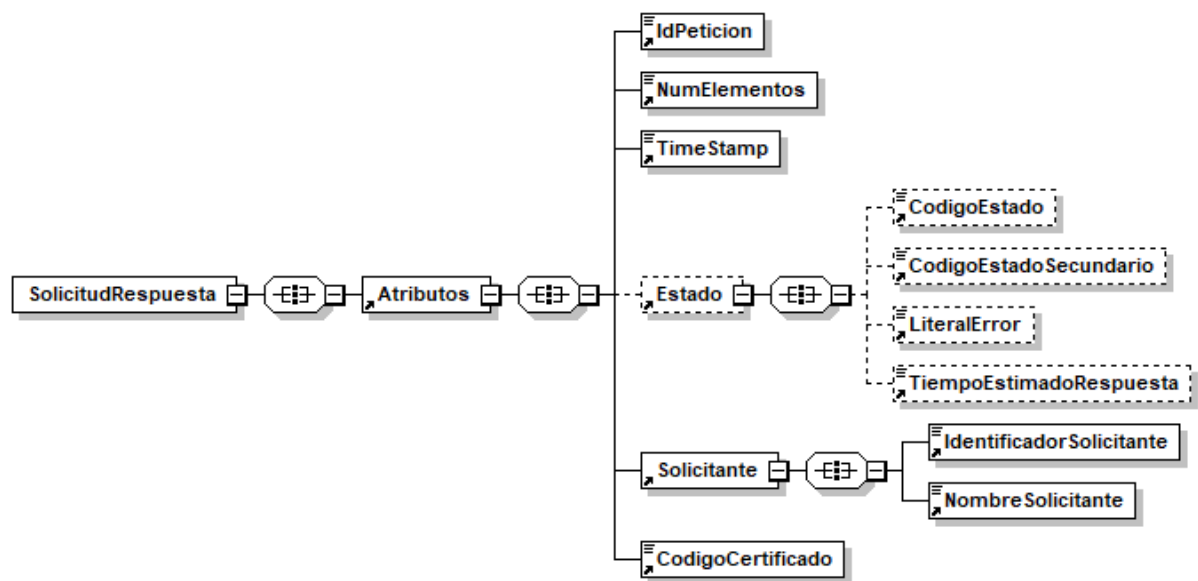 IdPeticion
NumElementos
TimeStamp
CodigoEstado
CodigoEstadoSecundario
SolicitudRespuesta
Atributos
Estado
LiteralError
TiempoEstimadoRespuesta
IdentificadorSolicitante
Solicitante
NombreSolicitante
CodigoCertificado